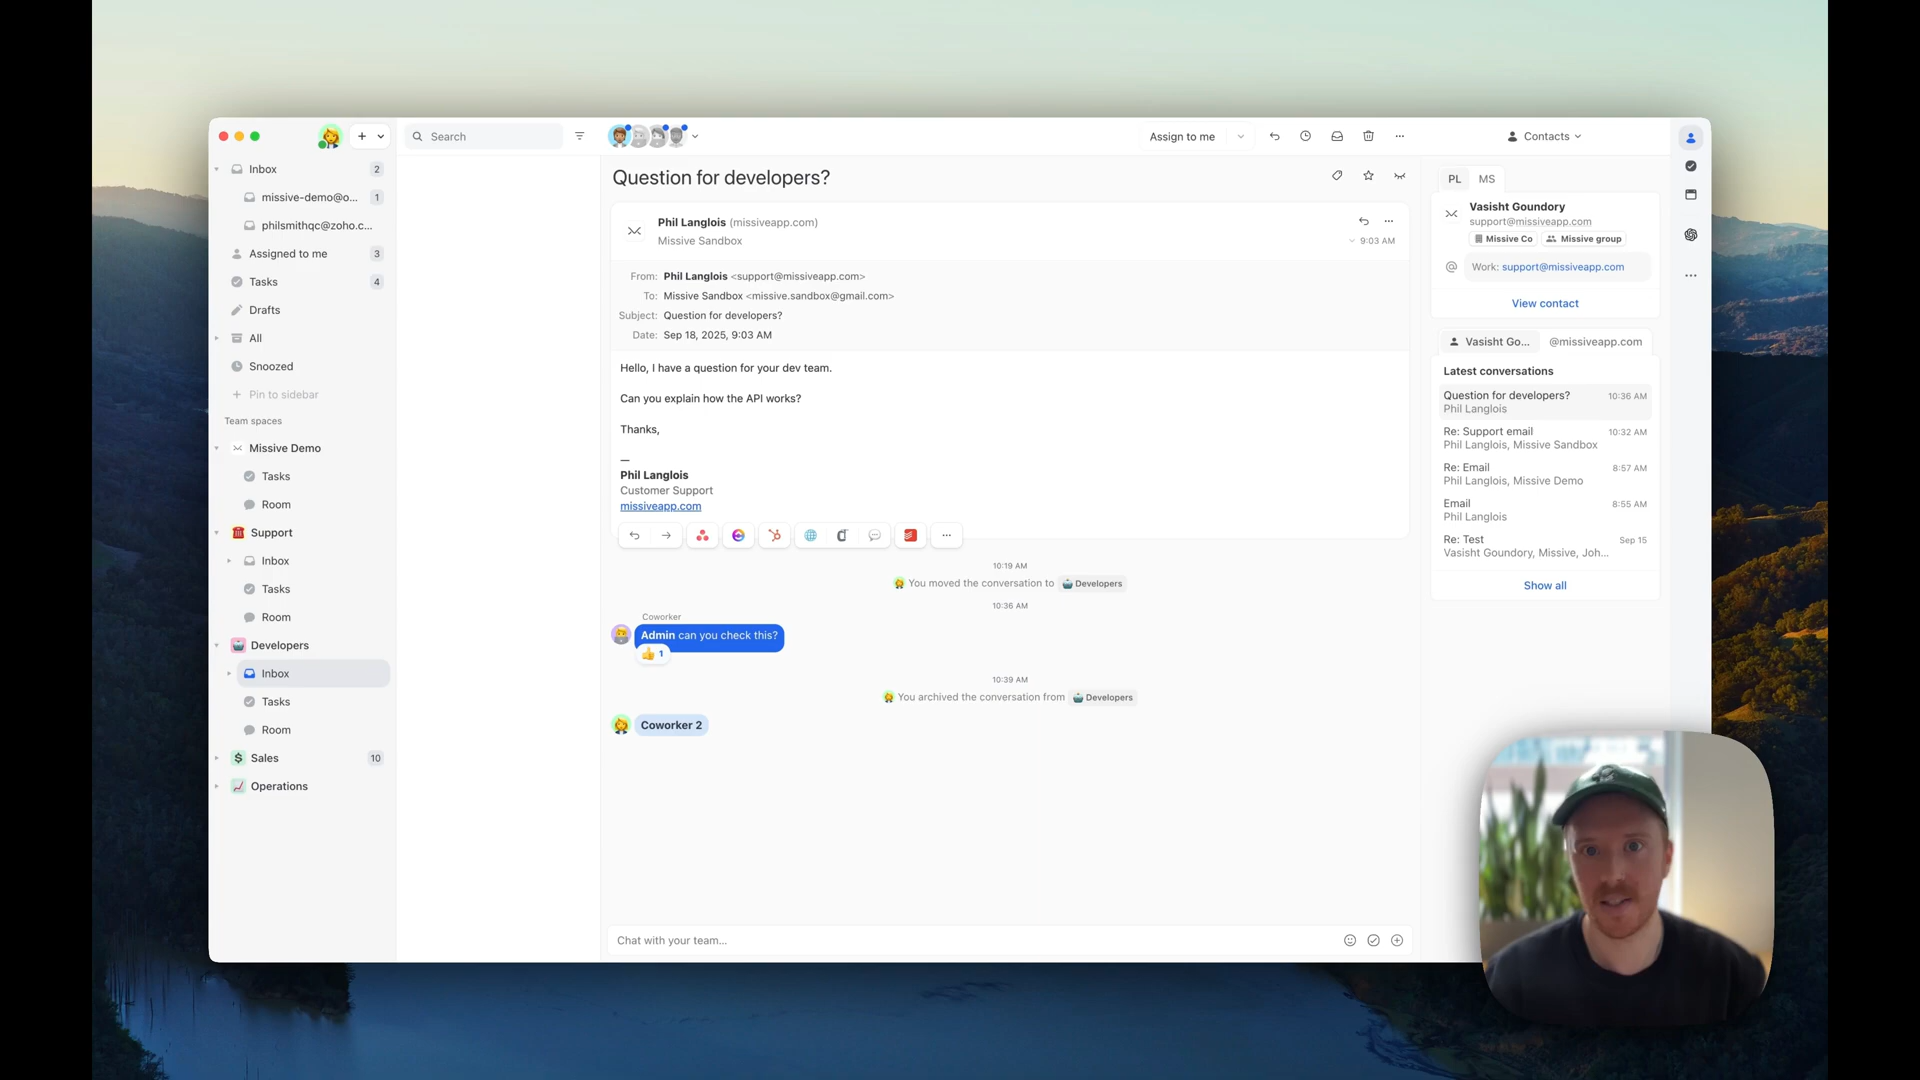 Search
Assign to me
Contacts
Inbox 2
missive-demo@o... 1
philsmithqc@zoho.c...
Assigned to me 3
Tasks 4
Drafts
All
Snoozed
Pin to sidebar
Team spaces
Missive Demo
Tasks
Room
Support
Inbox
Tasks
Room
Developers
Inbox
Tasks
Room
Sales 10
Operations
Question for developers?
Phil Langlois (missiveapp.com)
Missive Sandbox
9:03 AM
From: Phil Langlois <support@missiveapp.com>
To: Missive Sandbox <missive.sandbox@gmail.com>
Subject: Question for developers?
Date: Sep 18, 2025, 9:03 AM
Hello, I have a question for your dev team.
Can you explain how the API works?
Thanks,
—
Phil Langlois
Customer Support
missiveapp.com
10:19 AM
You moved the conversation to Developers
10:36 AM
Coworker
Admin can you check this?
1
10:39 AM
You archived the conversation from Developers
Coworker 2
Chat with your team...
PL MS
Vasisht Goundory
support@missiveapp.com
Missive Co Missive group
Work: support@missiveapp.com
View contact
Vasisht Go... @missiveapp.com
Latest conversations
Question for developers? 10:36 AM
Phil Langlois
Re: Support email 10:32 AM
Phil Langlois, Missive Sandbox
Re: Email 8:57 AM
Phil Langlois, Missive Demo
Email 8:55 AM
Phil Langlois
Re: Test Sep 15
Vasisht Goundory, Missive, Joh...
Show all